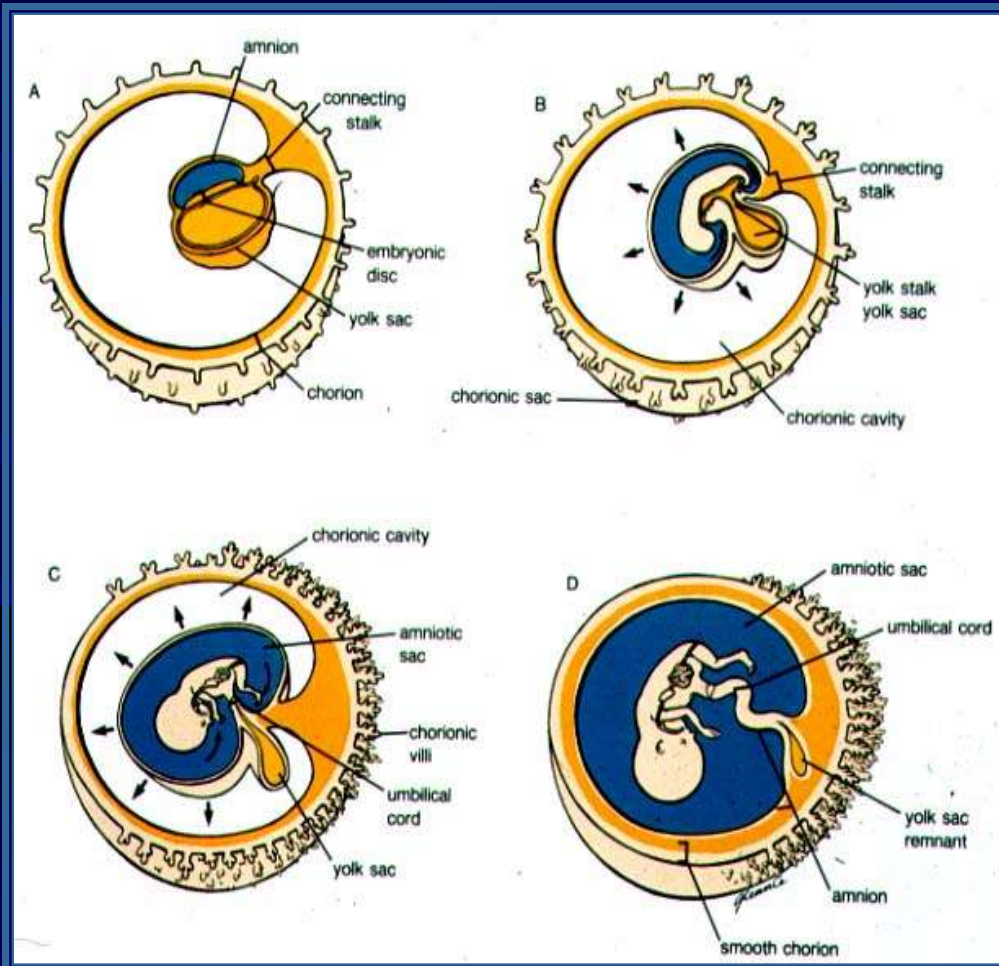 A
amnion
connecting
stalk
embryonic
disc
yolk sac
chorion
B
connecting
stalk
yolk stalk
yolk sac
chorionic sac
chorionic cavity
C
chorionic cavity
amniotic
sac
chorionic
villi
umbilical
cord
yolk sac
D
amniotic sac
umbilical cord
yolk sac
remnant
amnion
smooth chorion